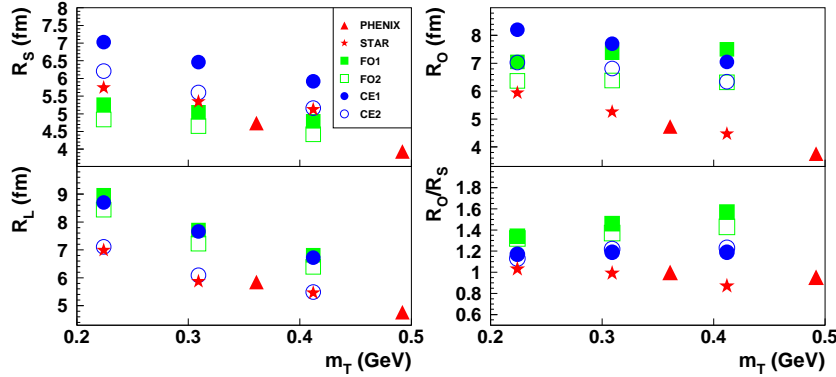 R_S (fm)
8
7.5
7
6.5
6
5.5
5
4.5
4
PHENIX
STAR
FO1
FO2
CE1
CE2
R_L (fm)
9
8
7
6
5
0.2
0.3
0.4
0.5
m_T (GeV)
R_O (fm)
9
8
7
6
5
4
R_O/R_S
1.8
1.6
1.4
1.2
1
0.8
0.6
0.2
0.3
0.4
0.5
m_T (GeV)